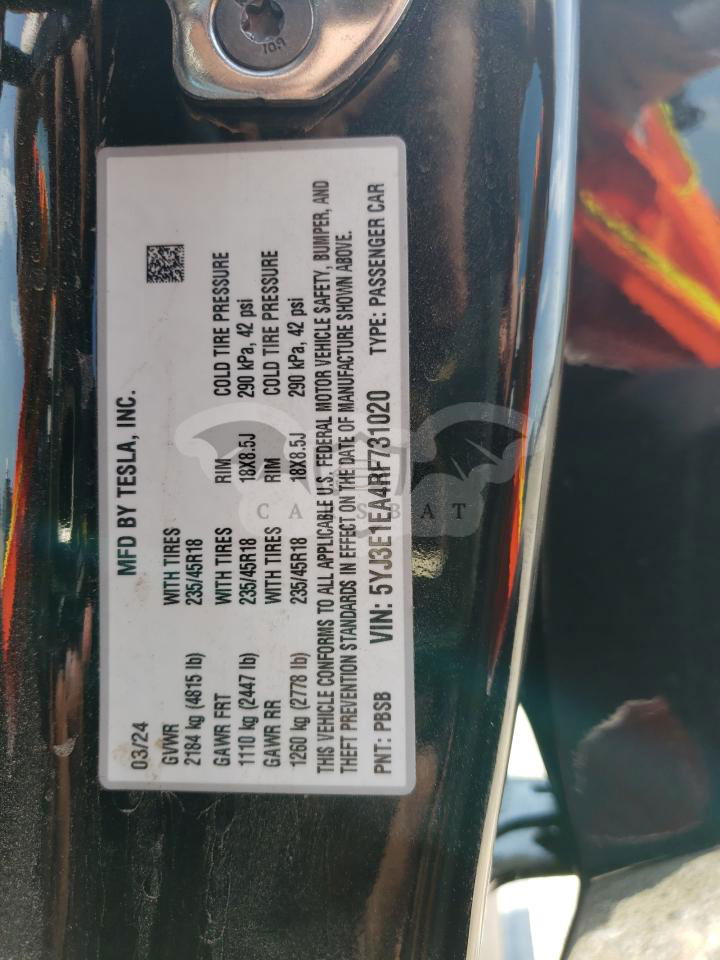 MFD BY TESLA, INC.
03/24
GVWR WITH TIRES
2184 kg (4815 lb) 235/45R18
GAWR FRT WITH TIRES RIM COLD TIRE PRESSURE
1110 kg (2447 lb) 235/45R18 18X8.5J 290 kPa, 42 psi
GAWR RR WITH TIRES RIM COLD TIRE PRESSURE
1260 kg (2778 lb) 235/45R18 18X8.5J 290 kPa, 42 psi
THIS VEHICLE CONFORMS TO ALL APPLICABLE U.S. FEDERAL MOTOR VEHICLE SAFETY, BUMPER, AND
THEFT PREVENTION STANDARDS IN EFFECT ON THE DATE OF MANUFACTURE SHOWN ABOVE.
PNT: PBSB VIN: 5YJ3E1EA4RF731020 TYPE: PASSENGER CAR